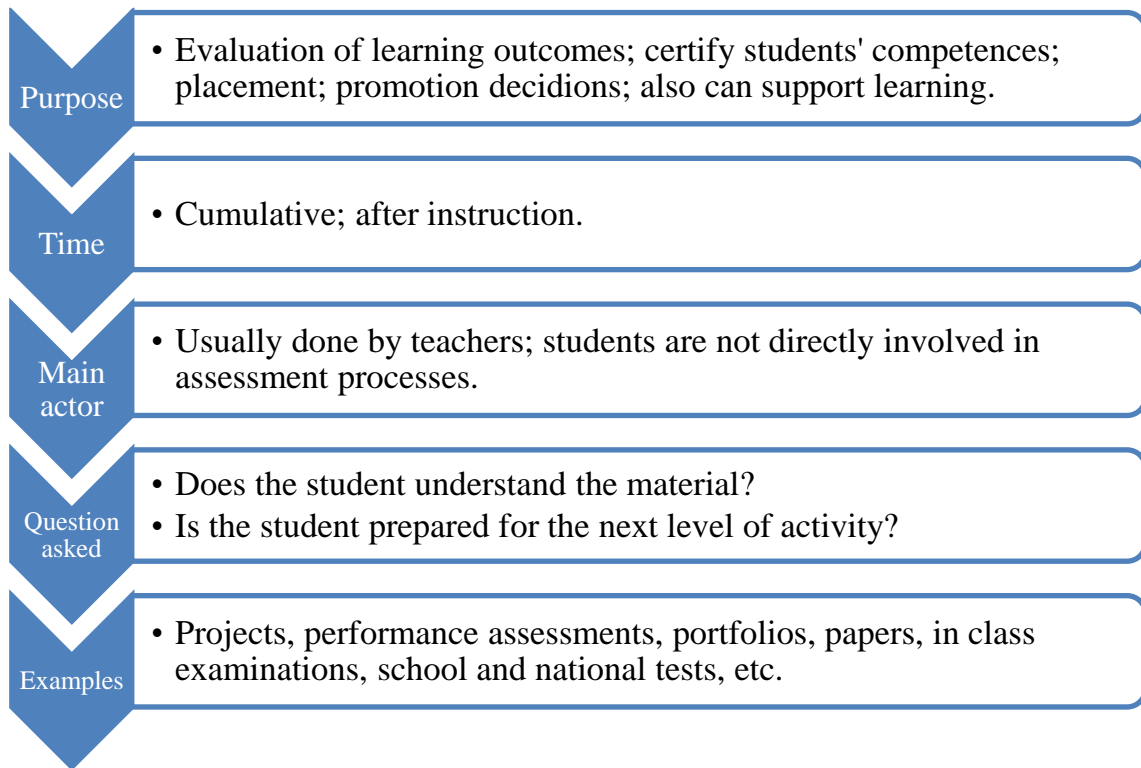 Purpose
• Evaluation of learning outcomes; certify students' competences;
placement; promotion decidions; also can support learning.
Time
• Cumulative; after instruction.
Main
actor
• Usually done by teachers; students are not directly involved in
assessment processes.
Question
asked
• Does the student understand the material?
• Is the student prepared for the next level of activity?
Examples
• Projects, performance assessments, portfolios, papers, in class
examinations, school and national tests, etc.